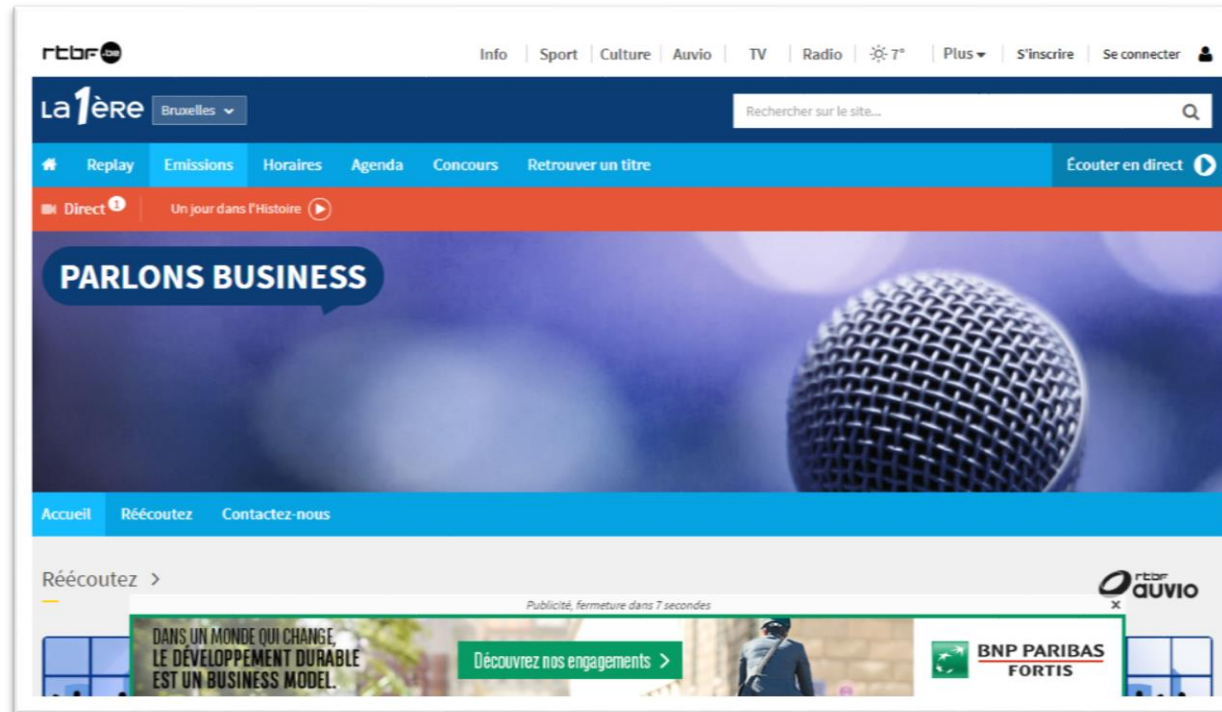 rtbf.be
Info Sport Culture Auvio TV Radio 7° Plus S'inscrire Se connecter
La 1ère Bruxelles Rechercher sur le site...
Replay Emissions Horaires Agenda Concours Retrouver un titre Écouter en direct
Direct 1 Un jour dans l'Histoire
PARLONS BUSINESS
Accueil Réécoutez Contactez-nous
Réécoutez >
rtbf auvio
Publicité, fermeture dans 7 secondes x
DANS UN MONDE QUI CHANGE,
LE DÉVELOPPEMENT DURABLE
EST UN BUSINESS MODEL.
Découvrez nos engagements >
BNP PARIBAS
FORTIS